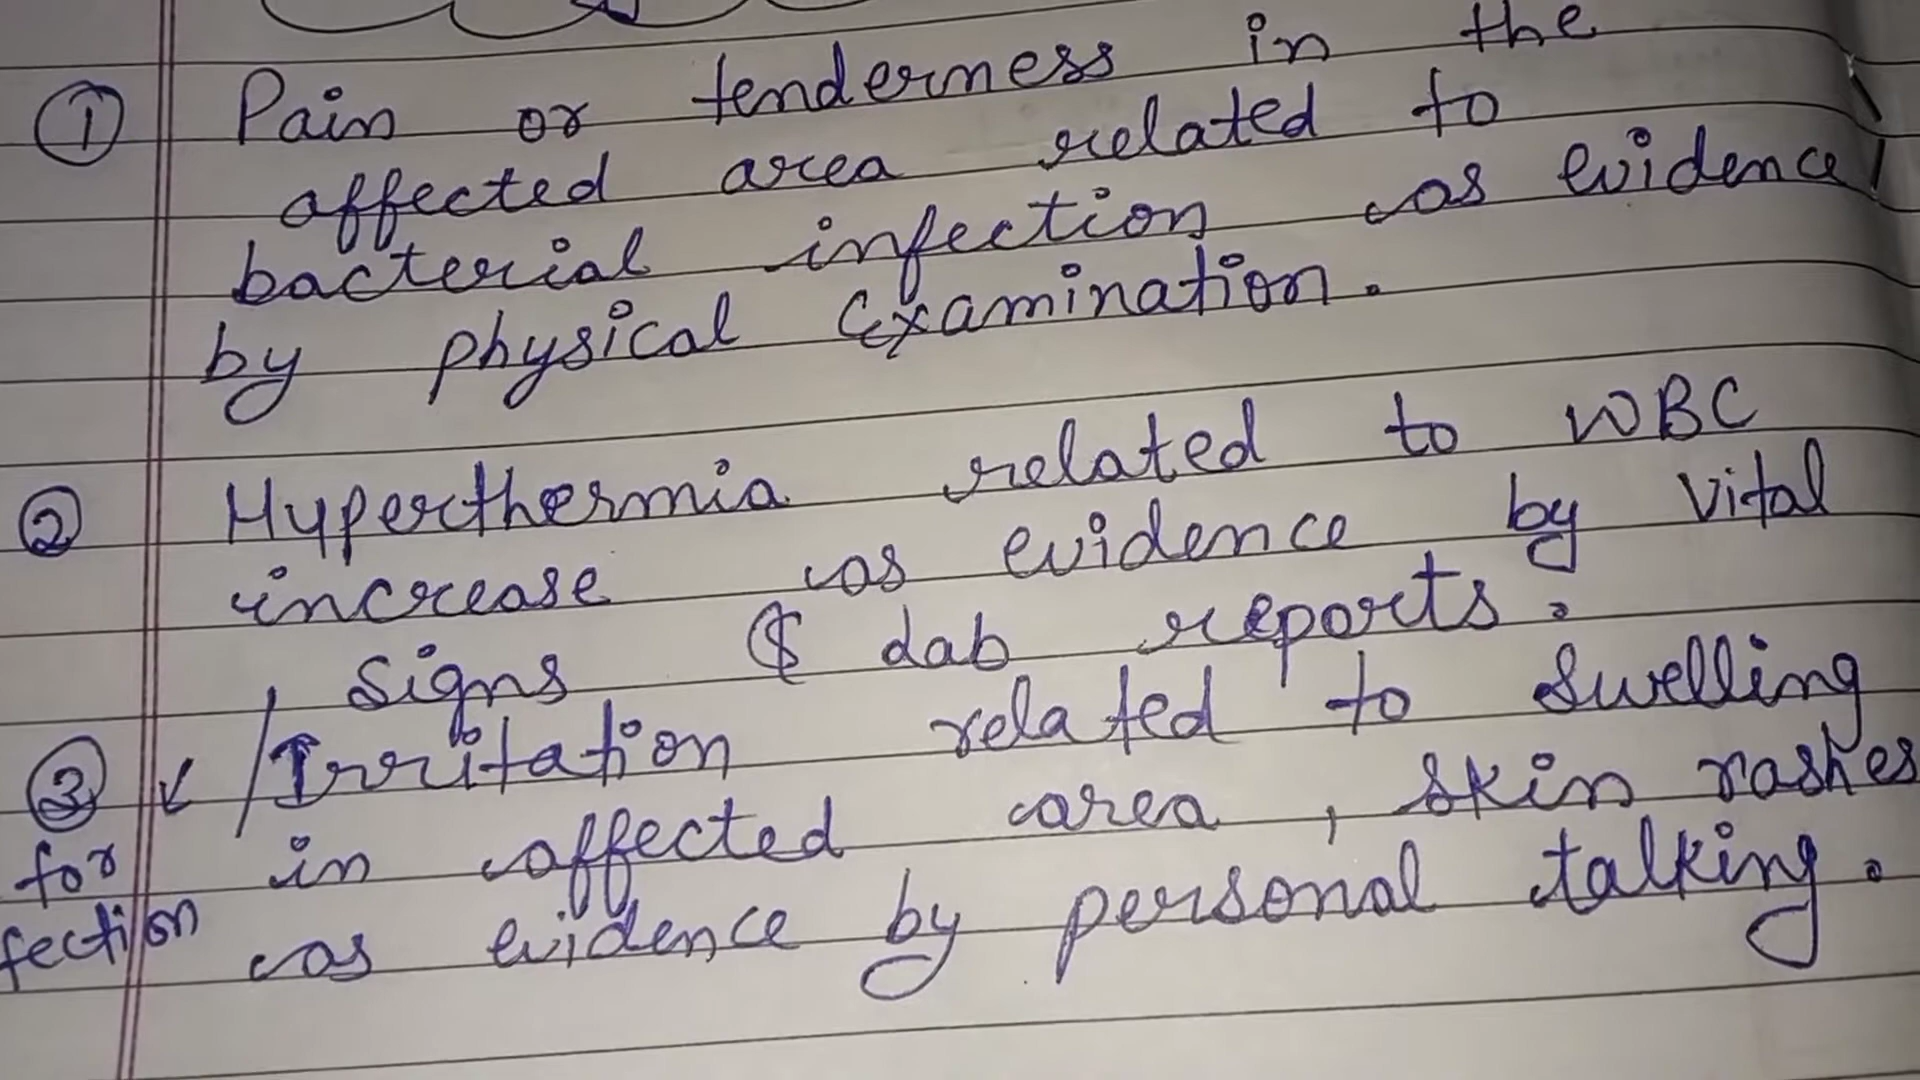 ① Pain or tenderness in the
affected area related to
bacterial infection as evidence
by physical Examination.
② Hyperthermia related to WBC
increase as evidence by vital
signs & dab reports.
③ ↙ / Irritation related to Swelling
for in affected area, skin rashes
fection as evidence by personal talking.